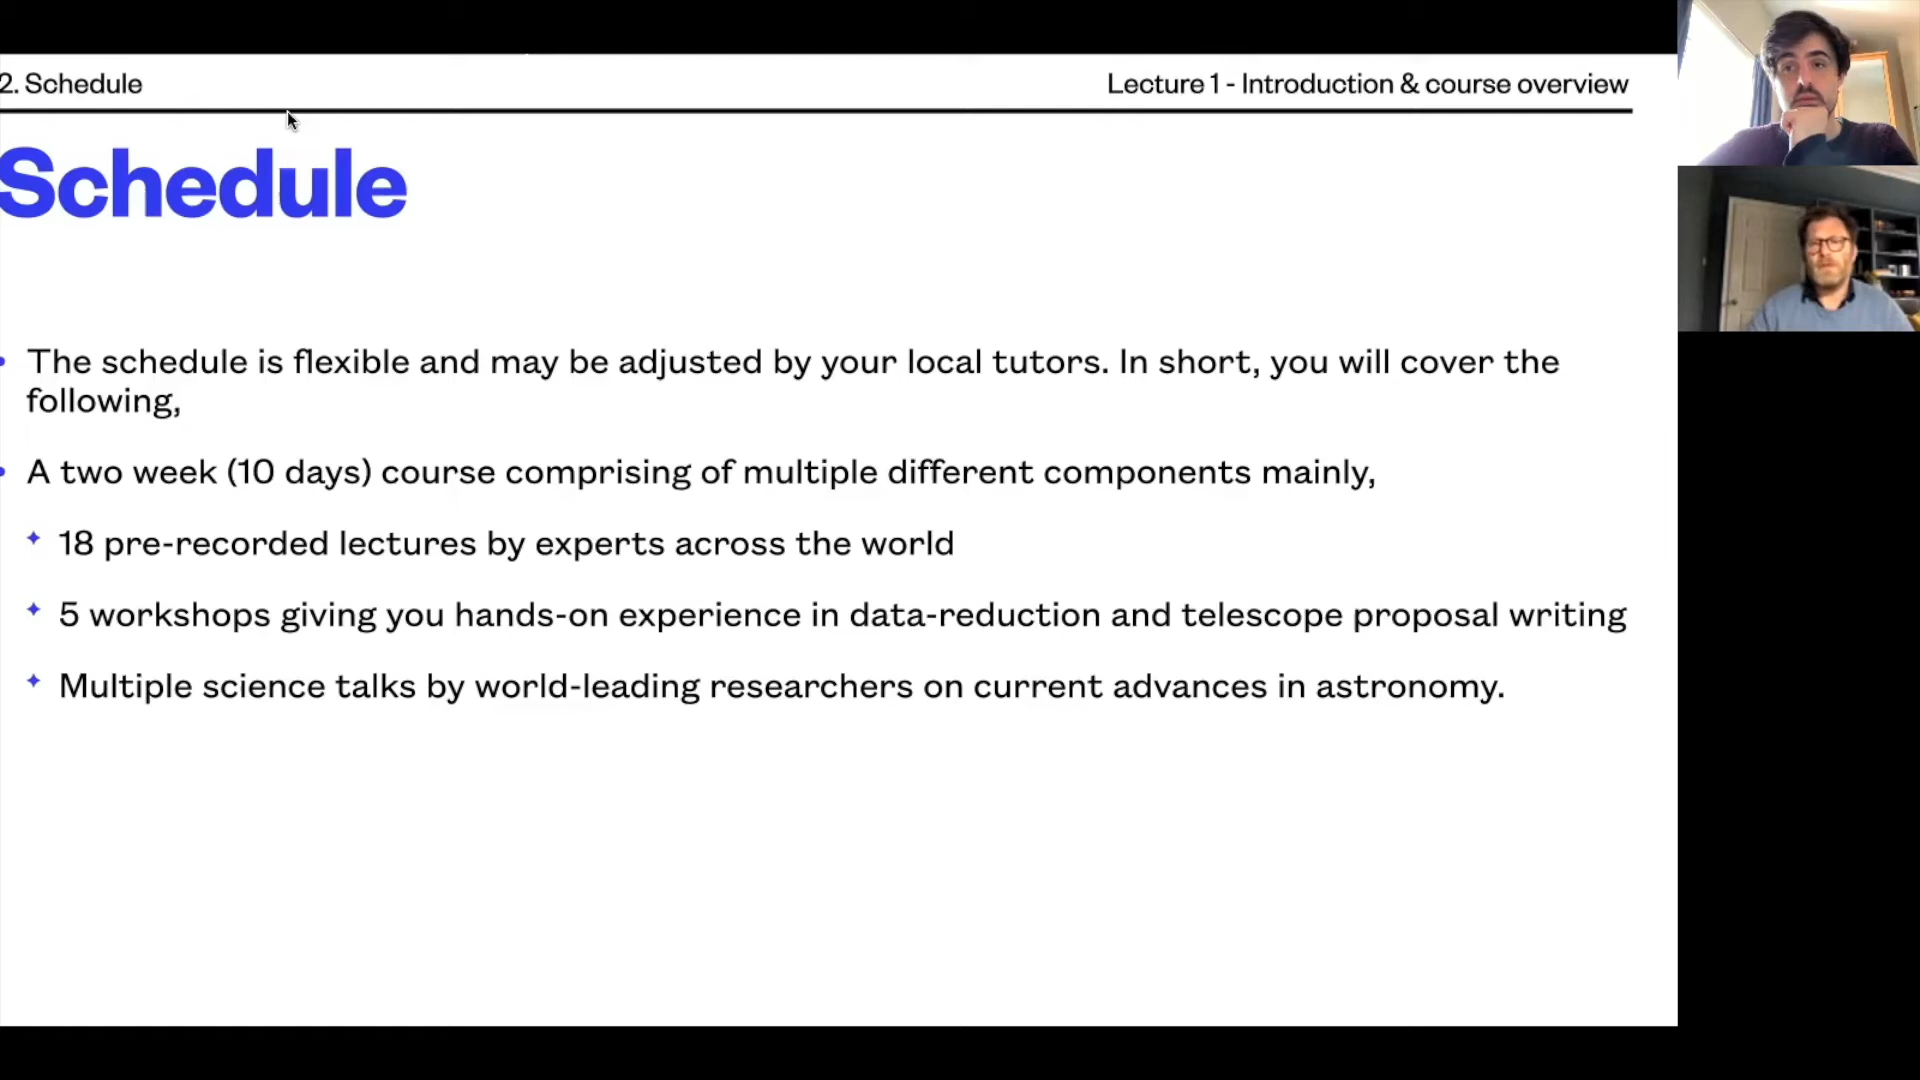 2. Schedule
Lecture 1 - Introduction & course overview
Schedule
The schedule is flexible and may be adjusted by your local tutors. In short, you will cover the
following,
A two week (10 days) course comprising of multiple different components mainly,
18 pre-recorded lectures by experts across the world
5 workshops giving you hands-on experience in data-reduction and telescope proposal writing
Multiple science talks by world-leading researchers on current advances in astronomy.